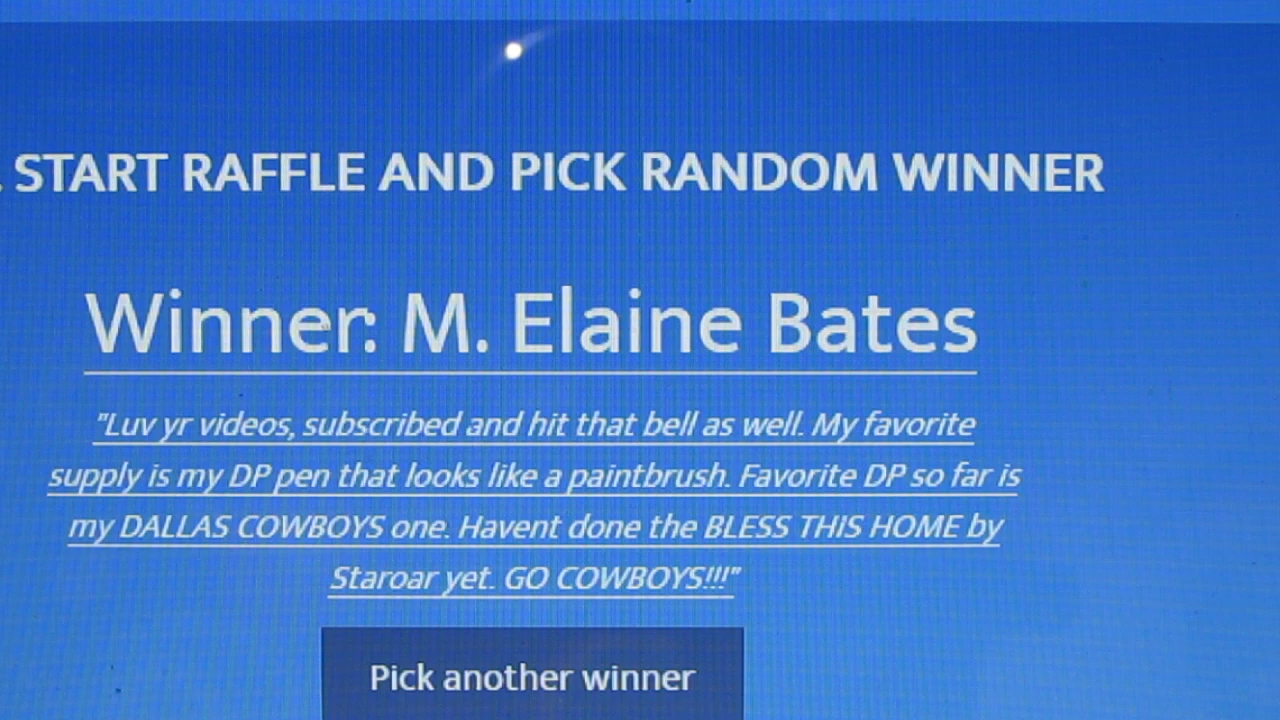 . START RAFFLE AND PICK RANDOM WINNER
Winner: M. Elaine Bates
"Luv yr videos, subscribed and hit that bell as well. My favorite
supply is my DP pen that looks like a paintbrush. Favorite DP so far is
my DALLAS COWBOYS one. Havent done the BLESS THIS HOME by
Staroar yet. GO COWBOYS!!!"
Pick another winner